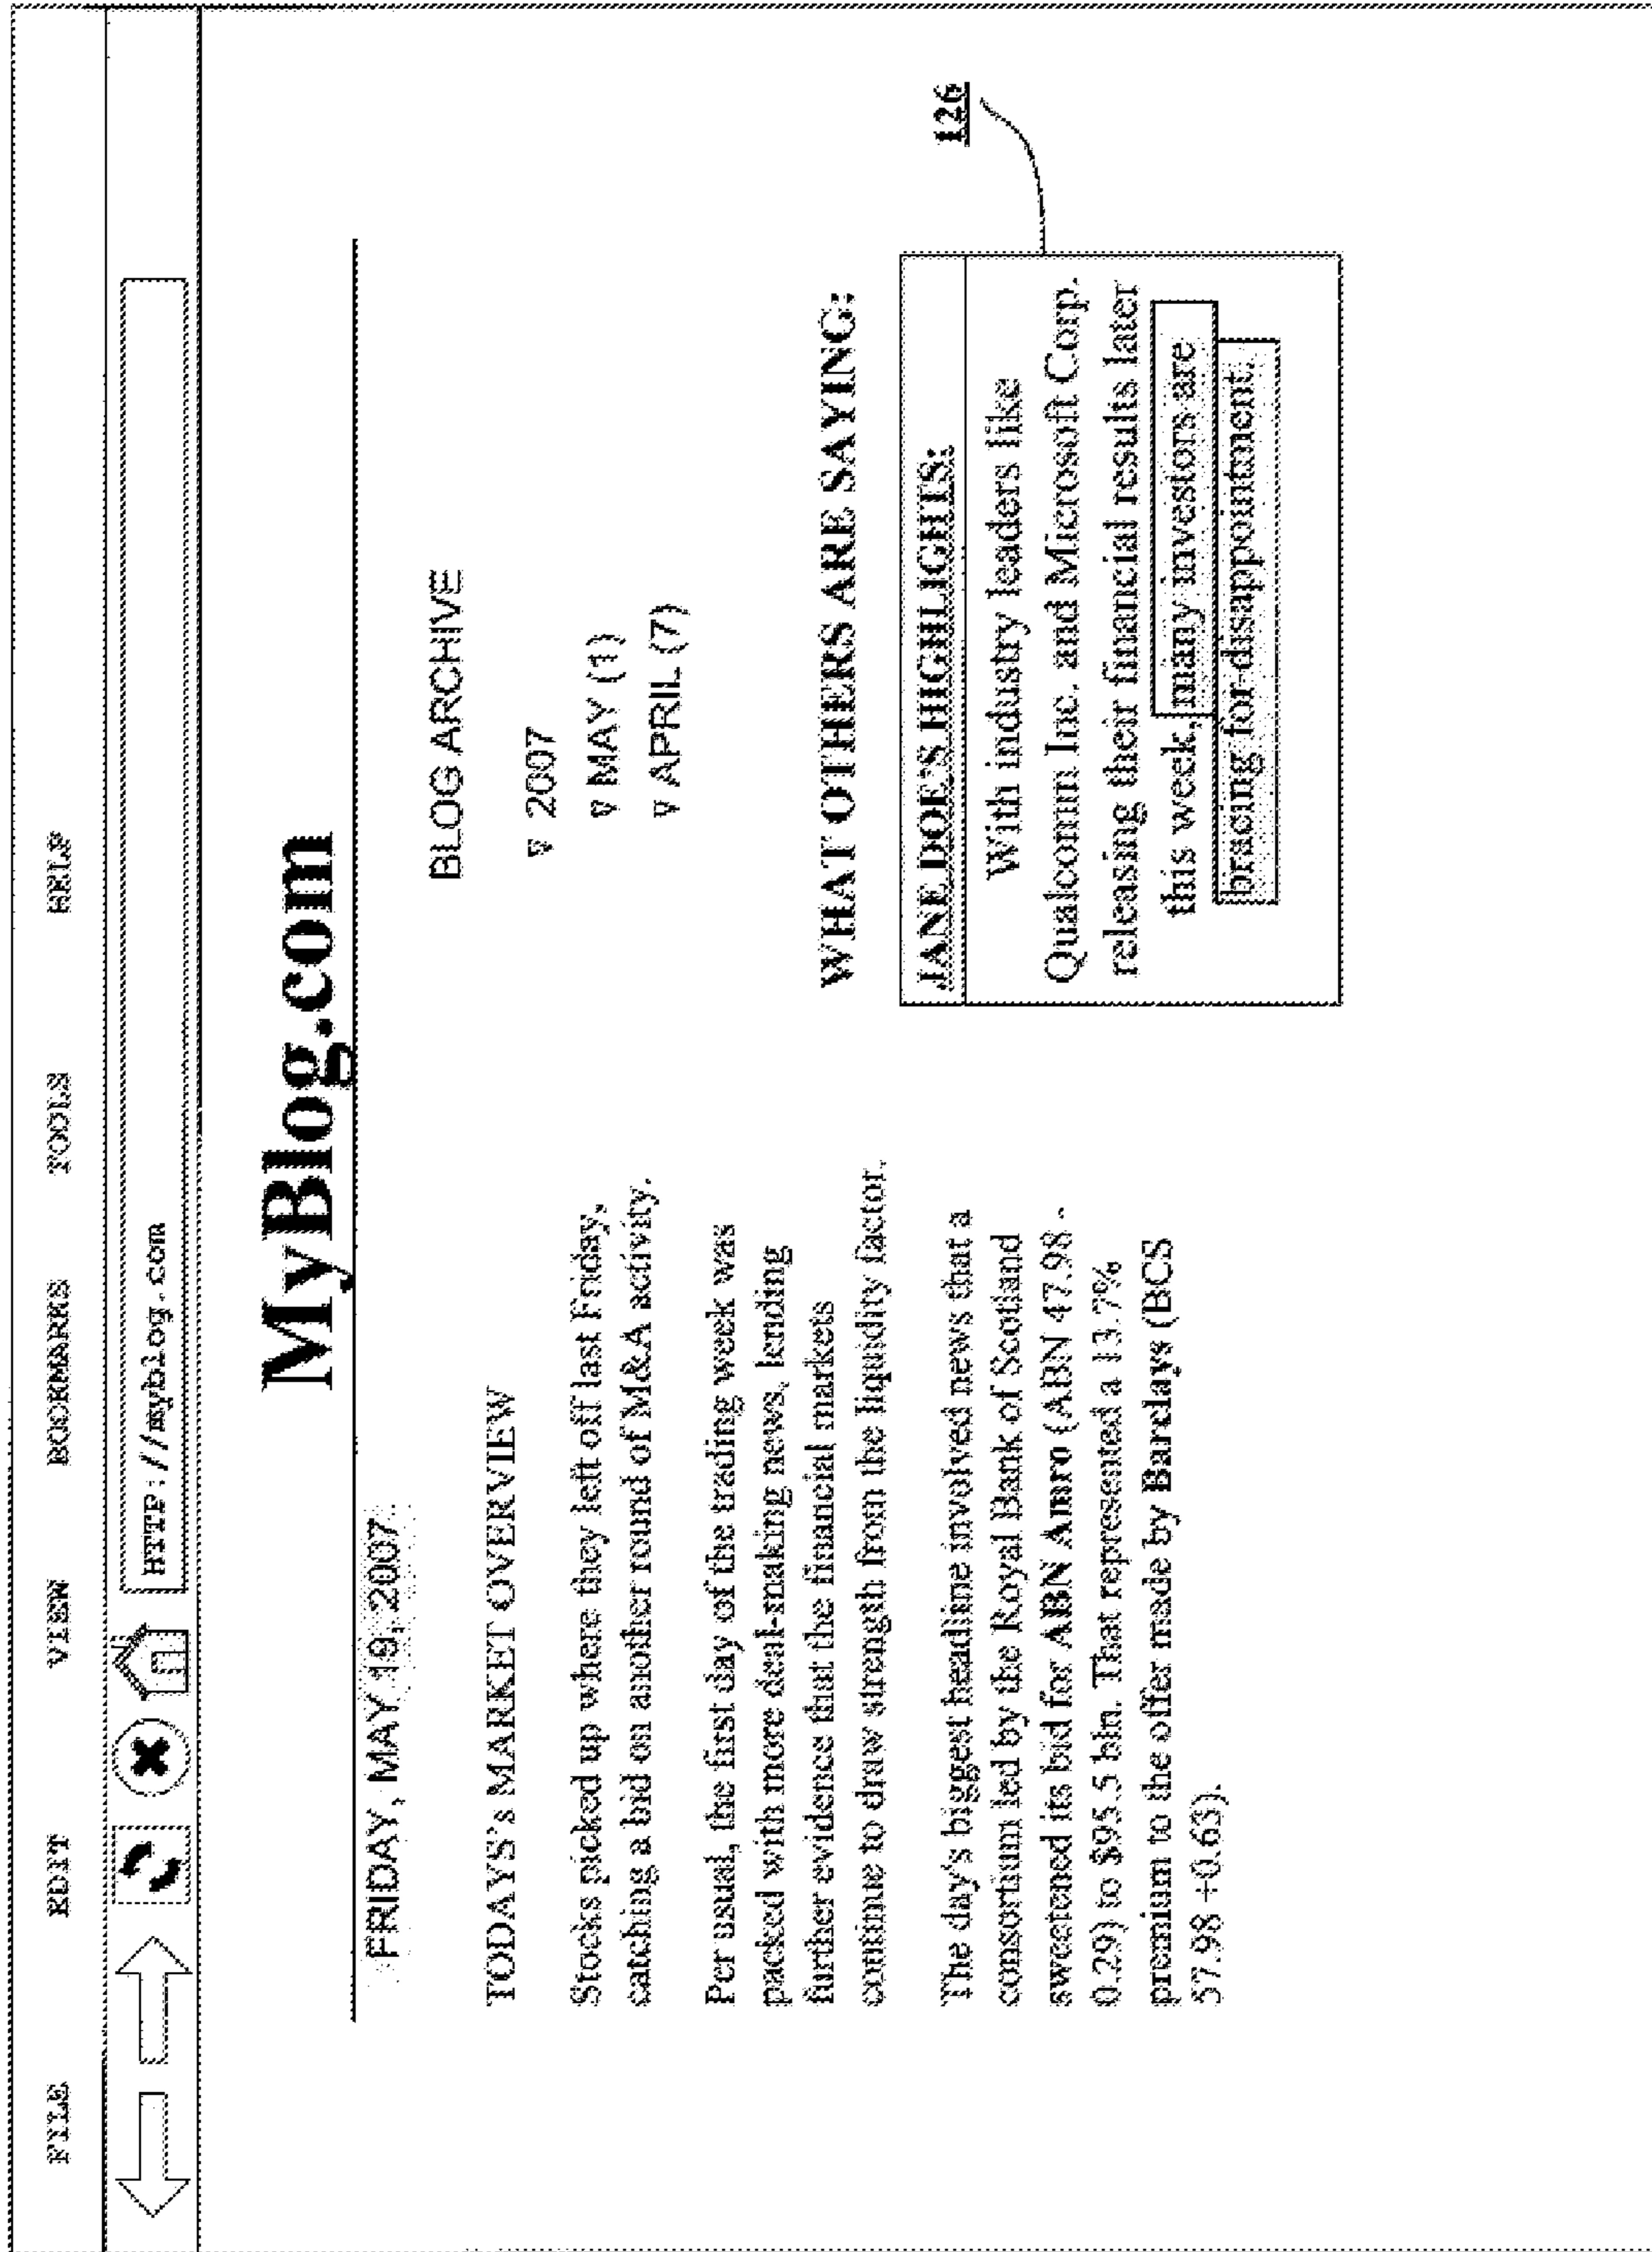 FILE EDIT VIEW BOOKMARKS TOOLS HELP
HTTP://myblog.com
MyBlog.com
FRIDAY, MAY 19, 2007
TODAYS's MARKET OVERVIEW
Stocks picked up where they left off last Friday,
catching a bid on another round of M&A activity.
Per usual, the first day of the trading week was
packed with more deal-making news, lending
further evidence that the financial markets
continue to draw strength from the liquidity factor.
The day's biggest headline involved news that a
consortium led by the Royal Bank of Scotland
sweetened its bid for ABN Amro (ABN 47.98 -
0.29) to $95.5 bln. That represented a 13.7%
premium to the offer made by Barclays (BCS
57.98 +0.63).
BLOG ARCHIVE
2007
MAY (1)
APRIL (7)
WHAT OTHERS ARE SAYING:
JANE DOE'S HIGHLIGHTS:
With industry leaders like
Qualcomm Inc. and Microsoft Corp.
releasing their financial results later
this week, many investors are
bracing for disappointment.
126